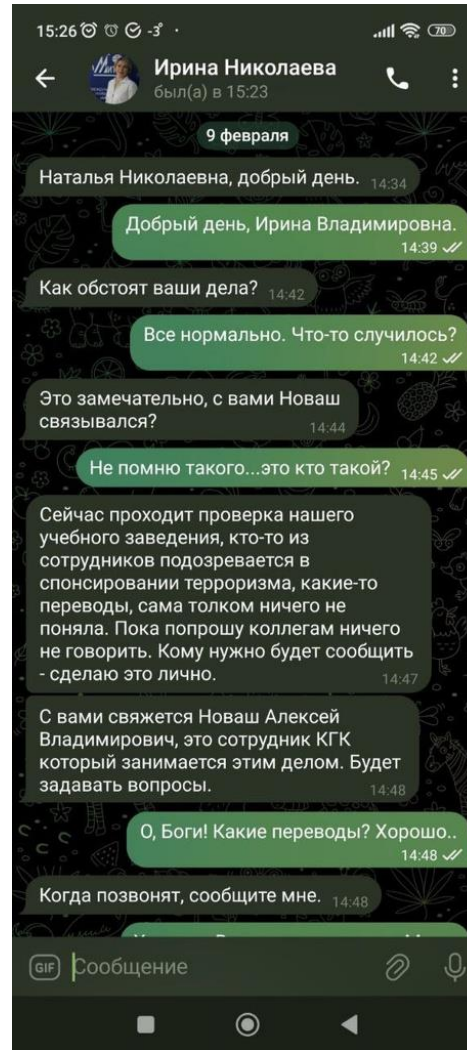 15:26 -3° · 70
Ирина Николаева
был(а) в 15:23
9 февраля
Наталья Николаевна, добрый день. 14:34
Добрый день, Ирина Владимировна.
14:39
Как обстоят ваши дела? 14:42
Все нормально. Что-то случилось?
14:42
Это замечательно, с вами Новаш
связывался? 14:44
Не помню такого...это кто такой? 14:45
Сейчас проходит проверка нашего
учебного заведения, кто-то из
сотрудников подозревается в
спонсировании терроризма, какие-то
переводы, сама толком ничего не
поняла. Пока попрошу коллегам ничего
не говорить. Кому нужно будет сообщить
- сделаю это лично. 14:47
С вами свяжется Новаш Алексей
Владимирович, это сотрудник КГК
который занимается этим делом. Будет
задавать вопросы. 14:48
О, Боги! Какие переводы? Хорошо..
14:48
Когда позвонят, сообщите мне. 14:48
GIF Сообщение